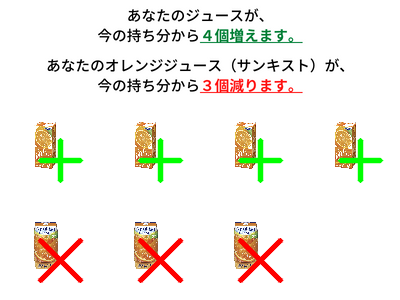 あなたのジュースが、
今の持ち分から４個増えます。
あなたのオレンジジュース（サンキスト）が、
今の持ち分から３個減ります。